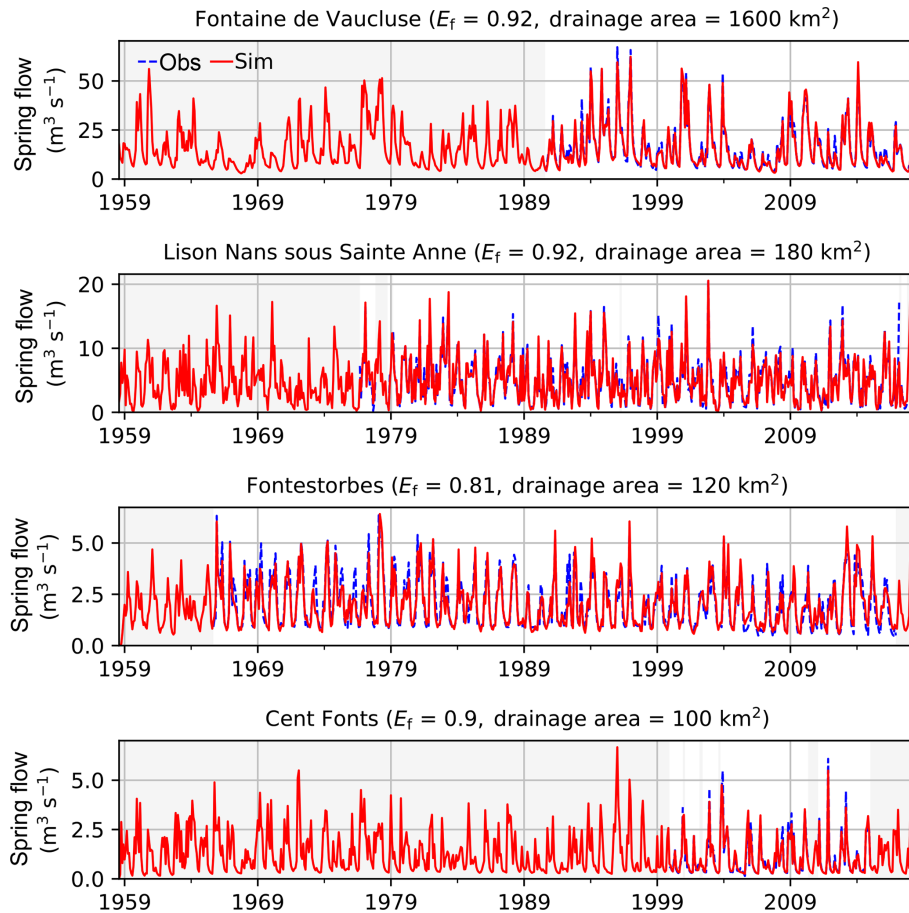 Fontaine de Vaucluse (E_f = 0.92, drainage area = 1600 km²)
Obs Sim
Spring flow
(m³ s⁻¹)
50
25
0
1959 1969 1979 1989 1999 2009
Lison Nans sous Sainte Anne (E_f = 0.92, drainage area = 180 km²)
Spring flow
(m³ s⁻¹)
20
10
0
1959 1969 1979 1989 1999 2009
Fontestorbes (E_f = 0.81, drainage area = 120 km²)
Spring flow
(m³ s⁻¹)
5.0
2.5
0.0
1959 1969 1979 1989 1999 2009
Cent Fonts (E_f = 0.9, drainage area = 100 km²)
Spring flow
(m³ s⁻¹)
5.0
2.5
0.0
1959 1969 1979 1989 1999 2009